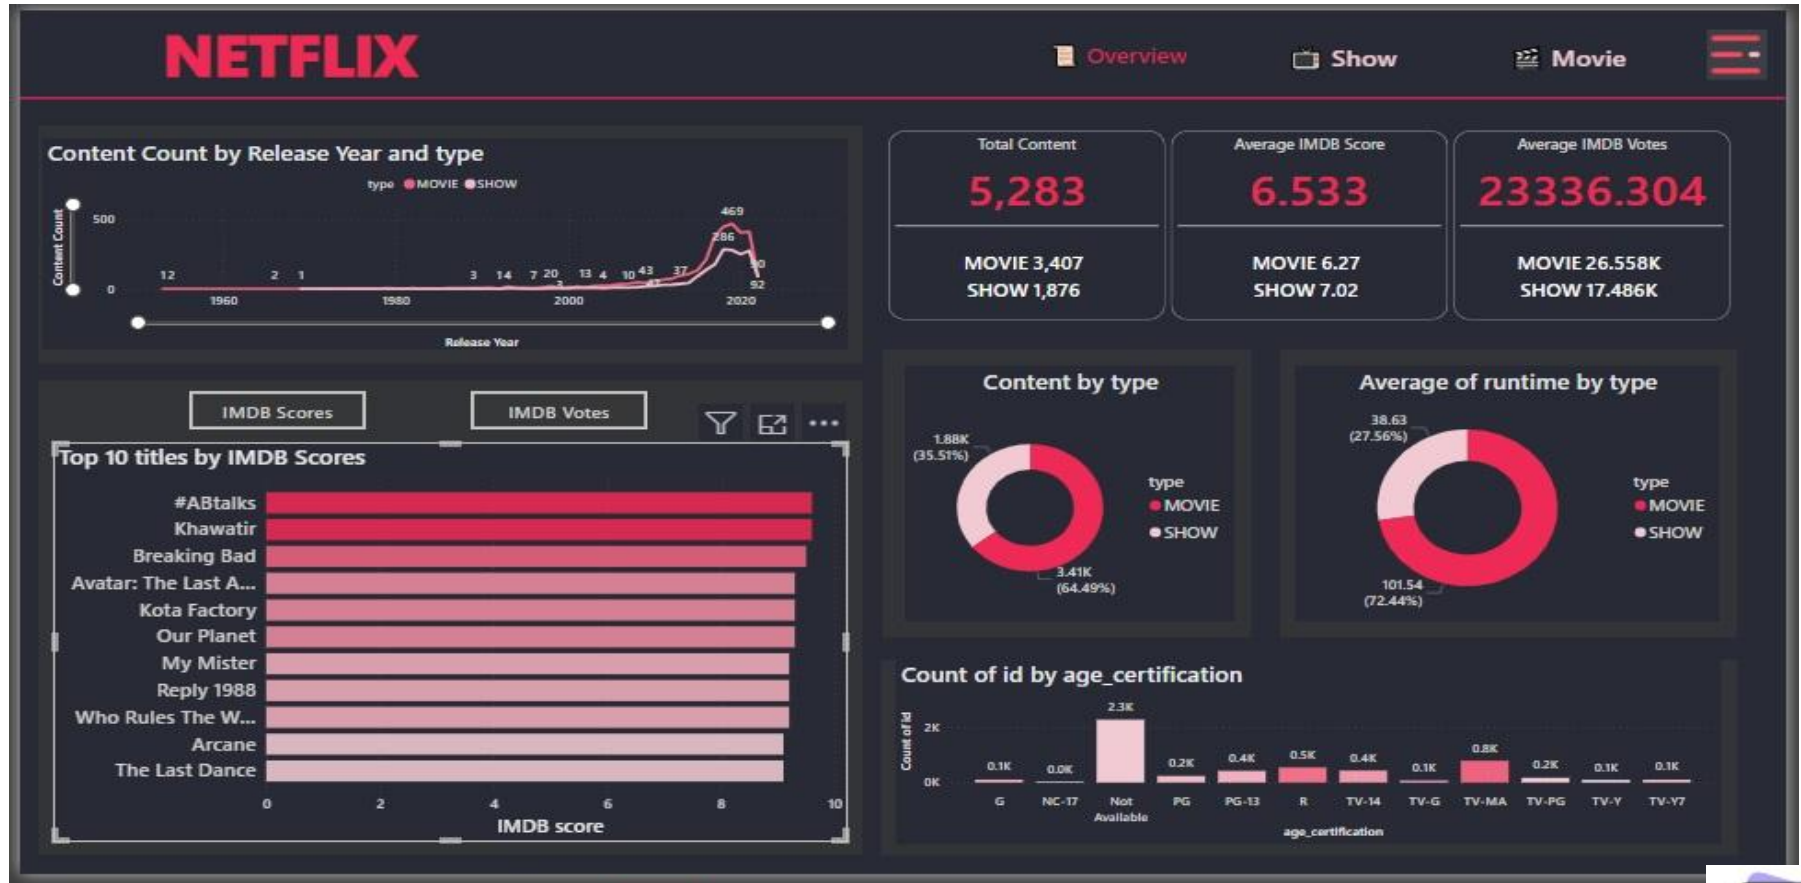 NETFLIX
Overview
Show
Movie
Content Count by Release Year and type
type MOVIE SHOW
Content Count
500
0
12
2
1
3
14
7
20
3
13
4
10
43
37
469
286
92
1960
1980
2000
2020
Release Year
Total Content
5,283
MOVIE 3,407
SHOW 1,876
Average IMDB Score
6.533
MOVIE 6.27
SHOW 7.02
Average IMDB Votes
23336.304
MOVIE 26.558K
SHOW 17.486K
IMDB Scores
IMDB Votes
Top 10 titles by IMDB Scores
#ABtalks
Khawatir
Breaking Bad
Avatar: The Last A...
Kota Factory
Our Planet
My Mister
Reply 1988
Who Rules The W...
Arcane
The Last Dance
0 2 4 6 8 10
IMDB score
Content by type
1.88K
(35.51%)
3.41K
(64.49%)
type
MOVIE
SHOW
Average of runtime by type
38.63
(27.56%)
101.54
(72.44%)
type
MOVIE
SHOW
Count of id by age_certification
Count of id
2K
0K
0.1K
0.0K
2.3K
0.2K
0.4K
0.5K
0.4K
0.1K
0.8K
0.2K
0.1K
0.1K
G
NC-17
Not
Available
PG
PG-13
R
TV-14
TV-G
TV-MA
TV-PG
TV-Y
TV-Y7
age_certification